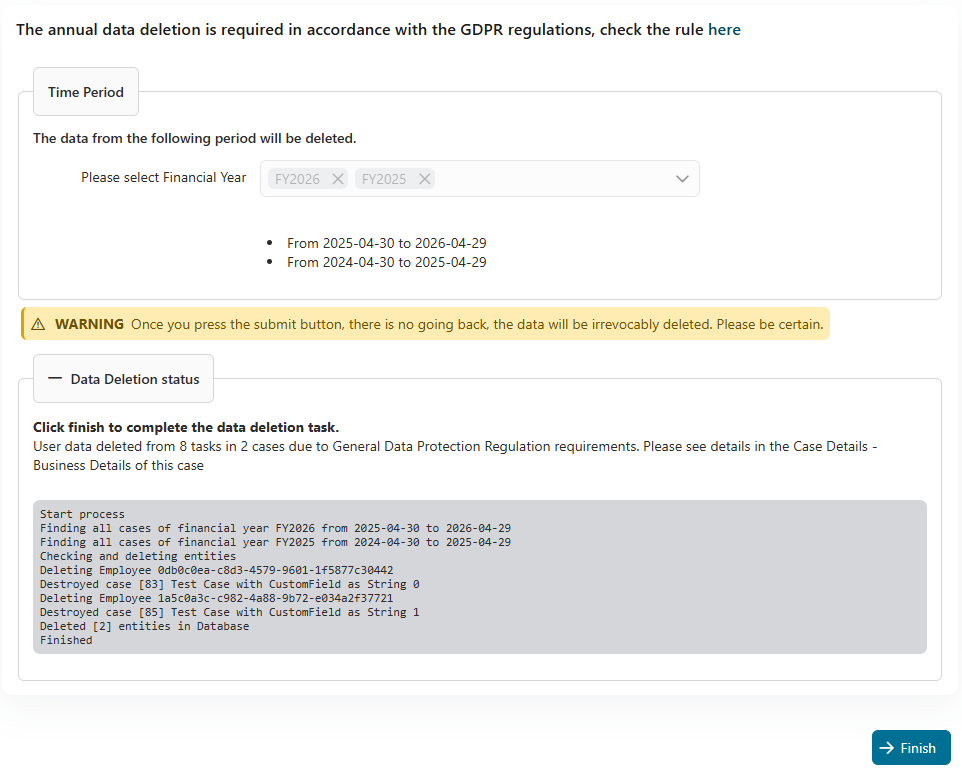 The annual data deletion is required in accordance with the GDPR regulations, check the rule here
Time Period
The data from the following period will be deleted.
Please select Financial Year
FY2026 FY2025
From 2025-04-30 to 2026-04-29
From 2024-04-30 to 2025-04-29
WARNING Once you press the submit button, there is no going back, the data will be irrevocably deleted. Please be certain.
Data Deletion status
Click finish to complete the data deletion task.
User data deleted from 8 tasks in 2 cases due to General Data Protection Regulation requirements. Please see details in the Case Details -
Business Details of this case
Start process
Finding all cases of financial year FY2026 from 2025-04-30 to 2026-04-29
Finding all cases of financial year FY2025 from 2024-04-30 to 2025-04-29
Checking and deleting entities
Deleting Employee 0db0c0ea-c8d3-4579-9601-1f5877c30442
Destroyed case [83] Test Case with CustomField as String 0
Deleting Employee 1a5c0a3c-c982-4a88-9b72-e034a2f37721
Destroyed case [85] Test Case with CustomField as String 1
Deleted [2] entities in Database
Finished
Finish